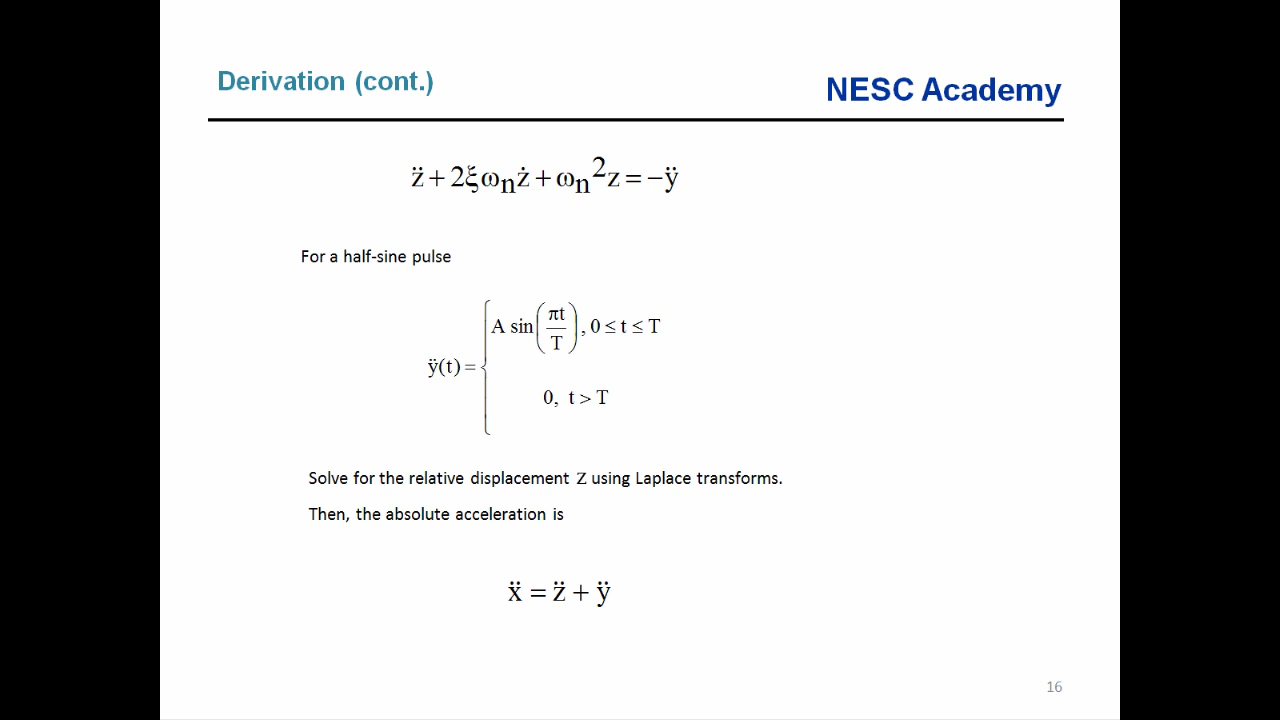 Derivation (cont.)
NESC Academy
z̈ + 2ξωₙż + ωₙ²z = −ÿ
For a half-sine pulse
ÿ(t) = { A sin(πt/T), 0 ≤ t ≤ T
0, t > T
Solve for the relative displacement z using Laplace transforms.
Then, the absolute acceleration is
ẍ = z̈ + ÿ
16